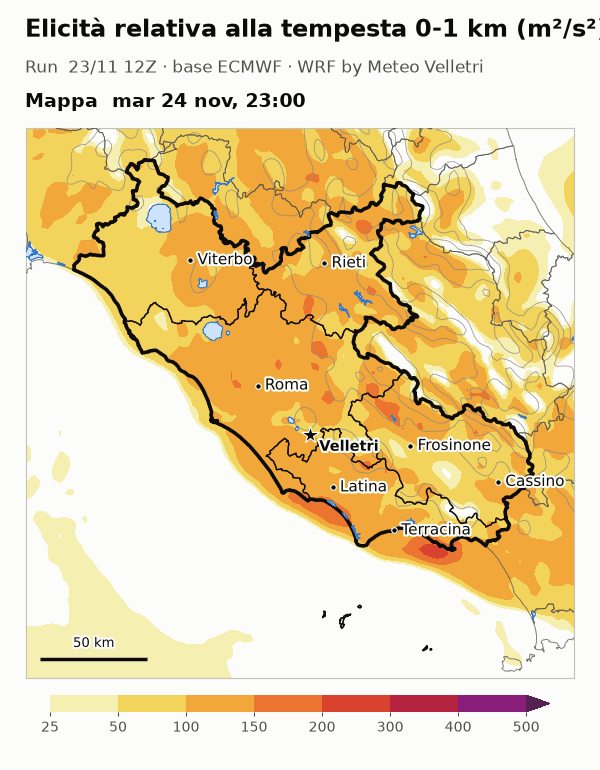 Elicità relativa alla tempesta 0-1 km (m²/s²)
Run  23/11 12Z · base ECMWF · WRF by Meteo Velletri
Mappa  mar 24 nov, 23:00
Viterbo
Rieti
Roma
Velletri
Frosinone
Cassino
Latina
Terracina
50 km
25 50 100 150 200 300 400 500